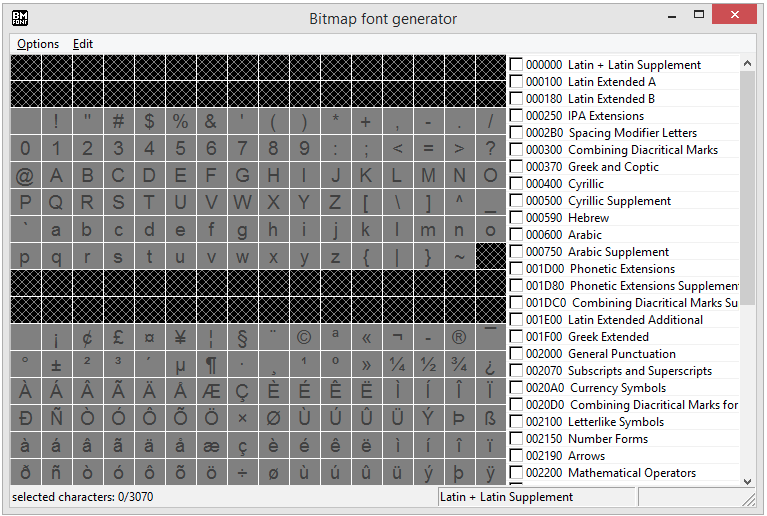 BM FONT
Bitmap font generator
Options Edit
! " # $ % & ' ( ) * + , - . /
0 1 2 3 4 5 6 7 8 9 : ; < = > ?
@ A B C D E F G H I J K L M N O
P Q R S T U V W X Y Z [ \ ] ^ _
` a b c d e f g h i j k l m n o
p q r s t u v w x y z { | } ~
¡ ¢ £ ¤ ¥ ¦ § ¨ © ª « ¬ - ® ¯
° ± ² ³ ´ µ ¶ · ¸ ¹ º » ¼ ½ ¾ ¿
À Á Â Ã Ä Å Æ Ç È É Ê Ë Ì Í Î Ï
Ð Ñ Ò Ó Ô Õ Ö × Ø Ù Ú Û Ü Ý Þ ß
à á â ã ä å æ ç è é ê ë ì í î ï
ð ñ ò ó ô õ ö ÷ ø ù ú û ü ý þ ÿ
000000 Latin + Latin Supplement
000100 Latin Extended A
000180 Latin Extended B
000250 IPA Extensions
0002B0 Spacing Modifier Letters
000300 Combining Diacritical Marks
000370 Greek and Coptic
000400 Cyrillic
000500 Cyrillic Supplement
000590 Hebrew
000600 Arabic
000750 Arabic Supplement
001D00 Phonetic Extensions
001D80 Phonetic Extensions Supplemen
001DC0 Combining Diacritical Marks Su
001E00 Latin Extended Additional
001F00 Greek Extended
002000 General Punctuation
002070 Subscripts and Superscripts
0020A0 Currency Symbols
0020D0 Combining Diacritical Marks for
002100 Letterlike Symbols
002150 Number Forms
002190 Arrows
002200 Mathematical Operators
selected characters: 0/3070
Latin + Latin Supplement